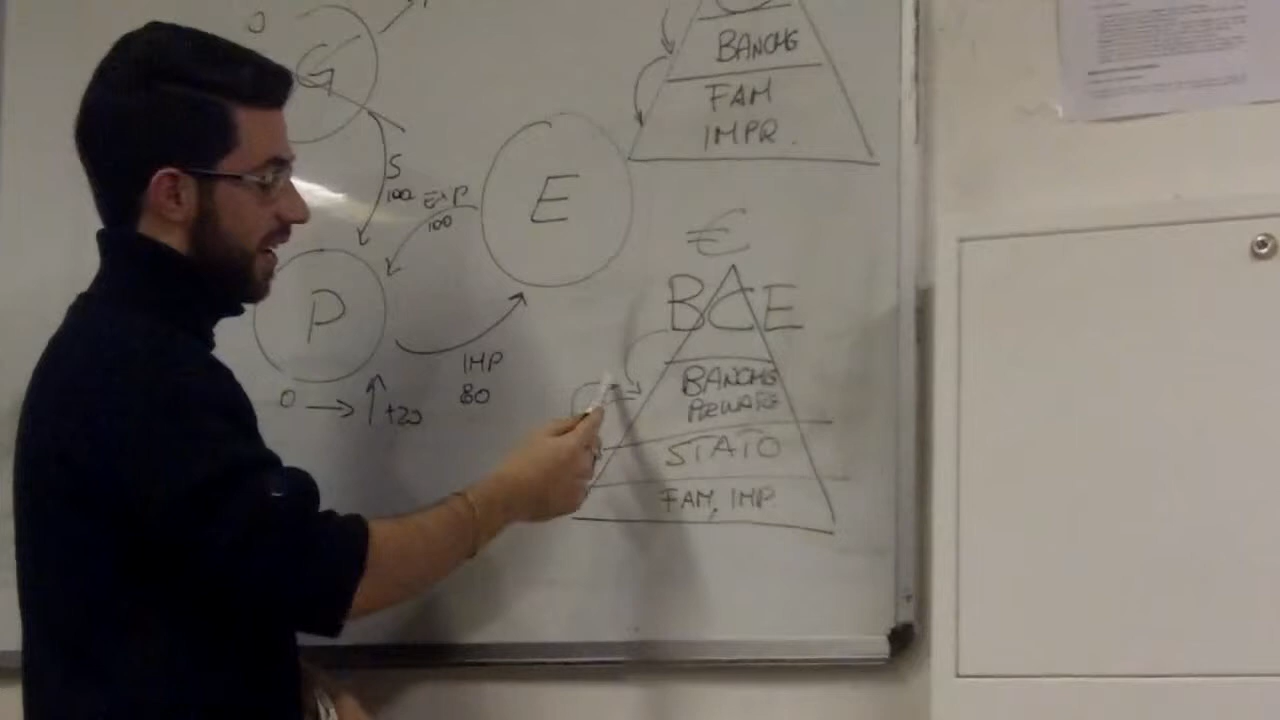 G
BANCHE
FAM
IMPR.
S
100
EXP
100
E
€
P
BCE
IMP
80
0
+20
BANCHE
PRIVATE
STATO
FAM, IMP.